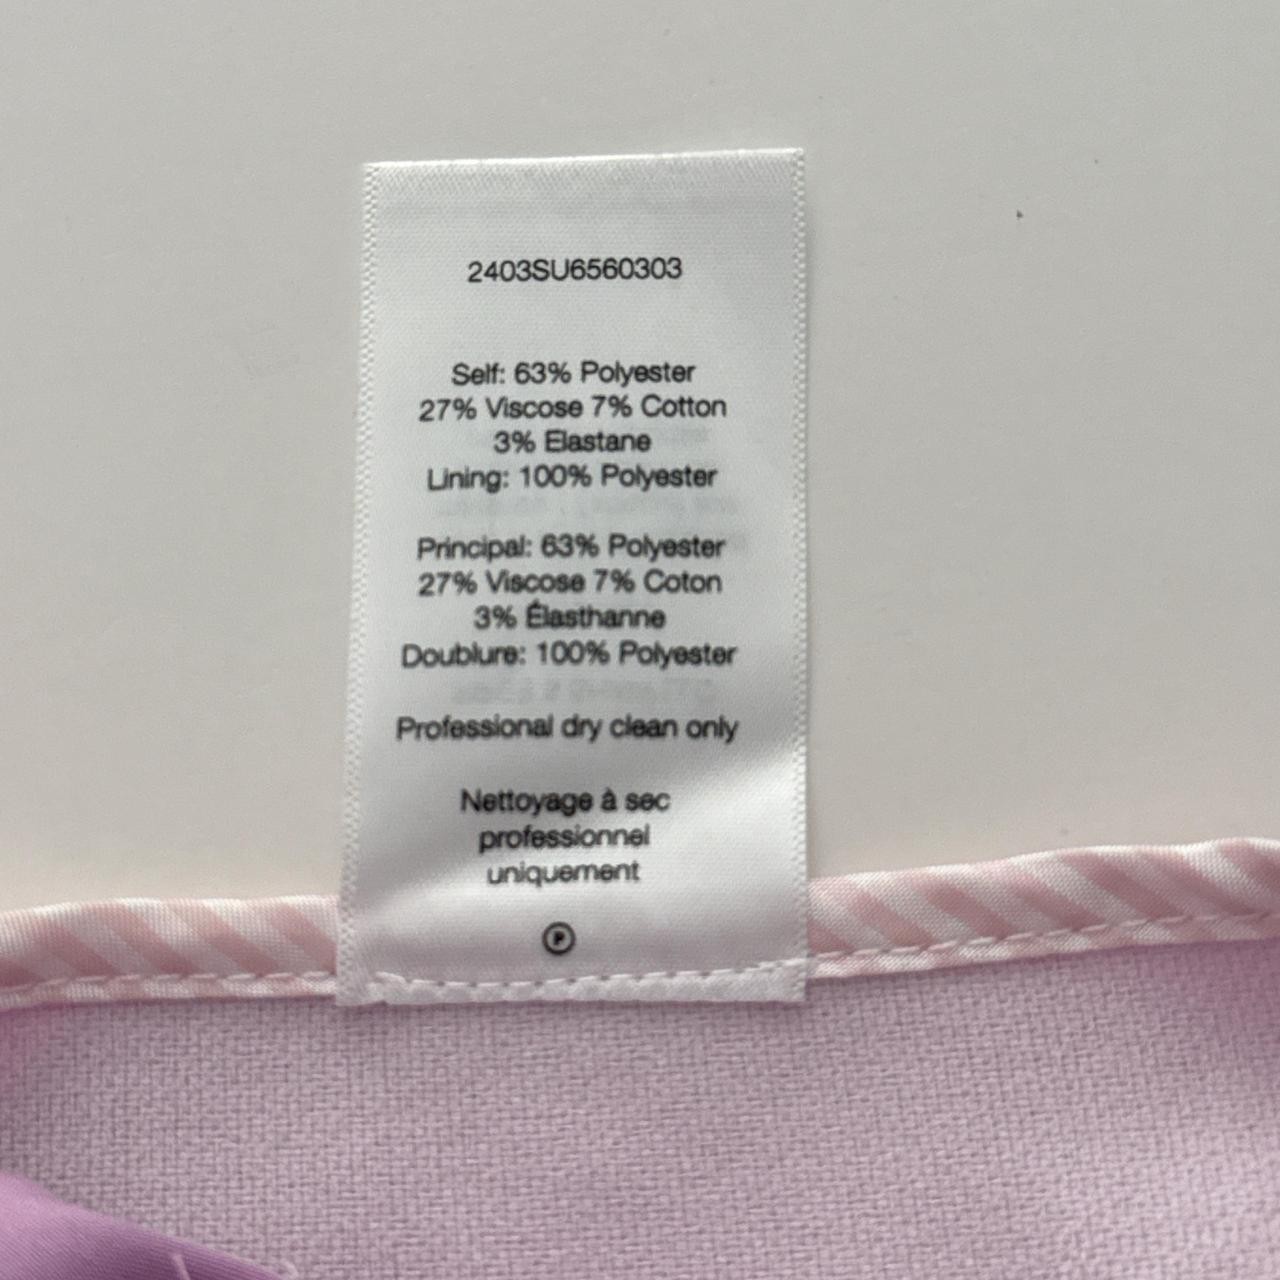 2403SU6560303
Self: 63% Polyester
27% Viscose 7% Cotton
3% Elastane
Lining: 100% Polyester
Principal: 63% Polyester
27% Viscose 7% Coton
3% Élasthanne
Doublure: 100% Polyester
Professional dry clean only
Nettoyage à sec
professionnel
uniquement
P